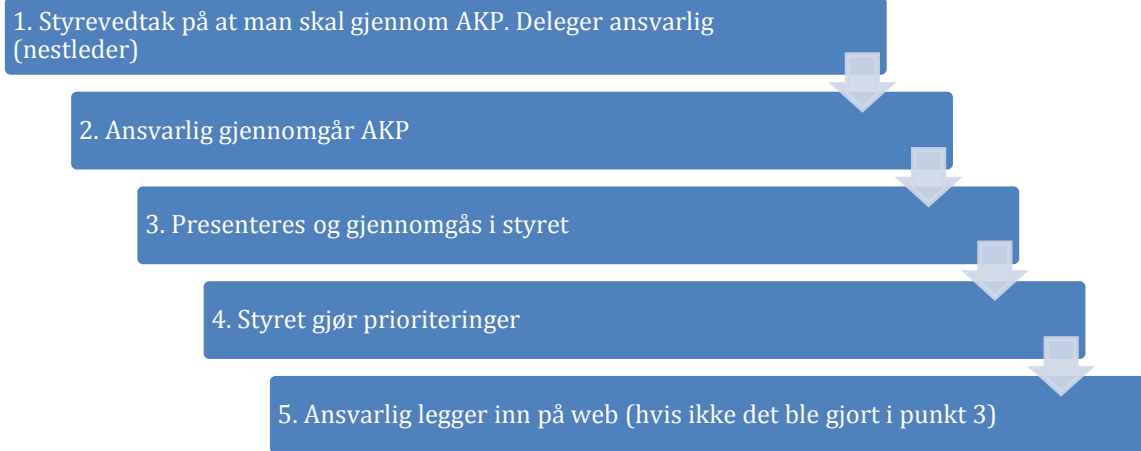 1. Styrevedtak på at man skal gjennom AKP. Deleger ansvarlig
(nestleder)
2. Ansvarlig gjennomgår AKP
3. Presenteres og gjennomgås i styret
4. Styret gjør prioriteringer
5. Ansvarlig legger inn på web (hvis ikke det ble gjort i punkt 3)